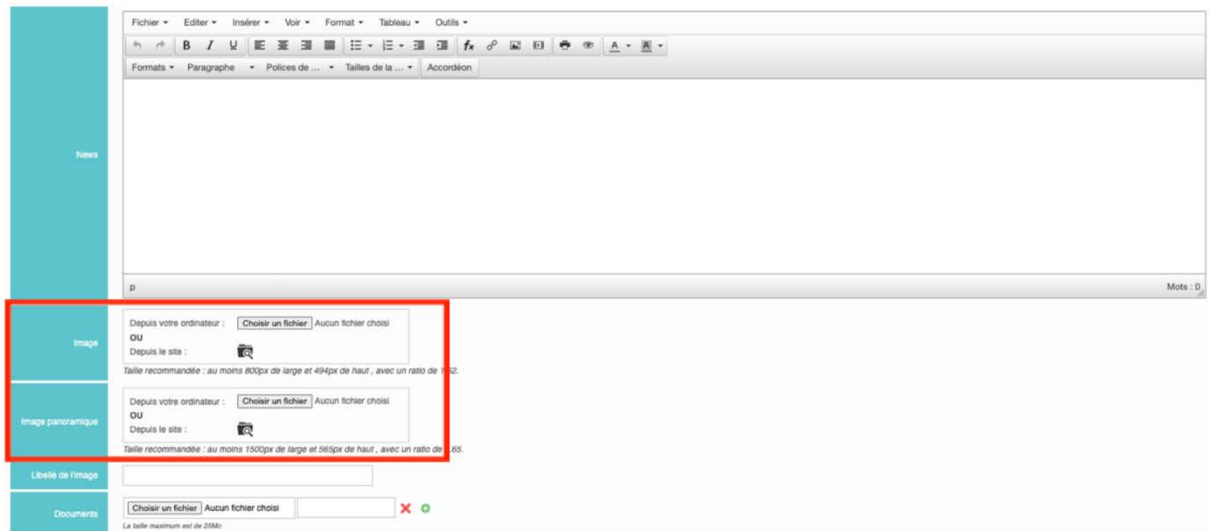 Fichier Editer Insérer Voir Format Tableau Outils
B I U fx A A
Formats Paragraphe Polices de ... Tailles de la ... Accordéon
News
p Mots : 0
Image
Depuis votre ordinateur : Choisir un fichier Aucun fichier choisi
OU
Depuis le site :
Taille recommandée : au moins 800px de large et 494px de haut , avec un ratio de
Image panoramique
Depuis votre ordinateur : Choisir un fichier Aucun fichier choisi
OU
Depuis le site :
Taille recommandée : au moins 1500px de large et 565px de haut , avec un ratio de
Libellé de l'image
Documents
Choisir un fichier Aucun fichier choisi
La taille maximum est de 25Mo